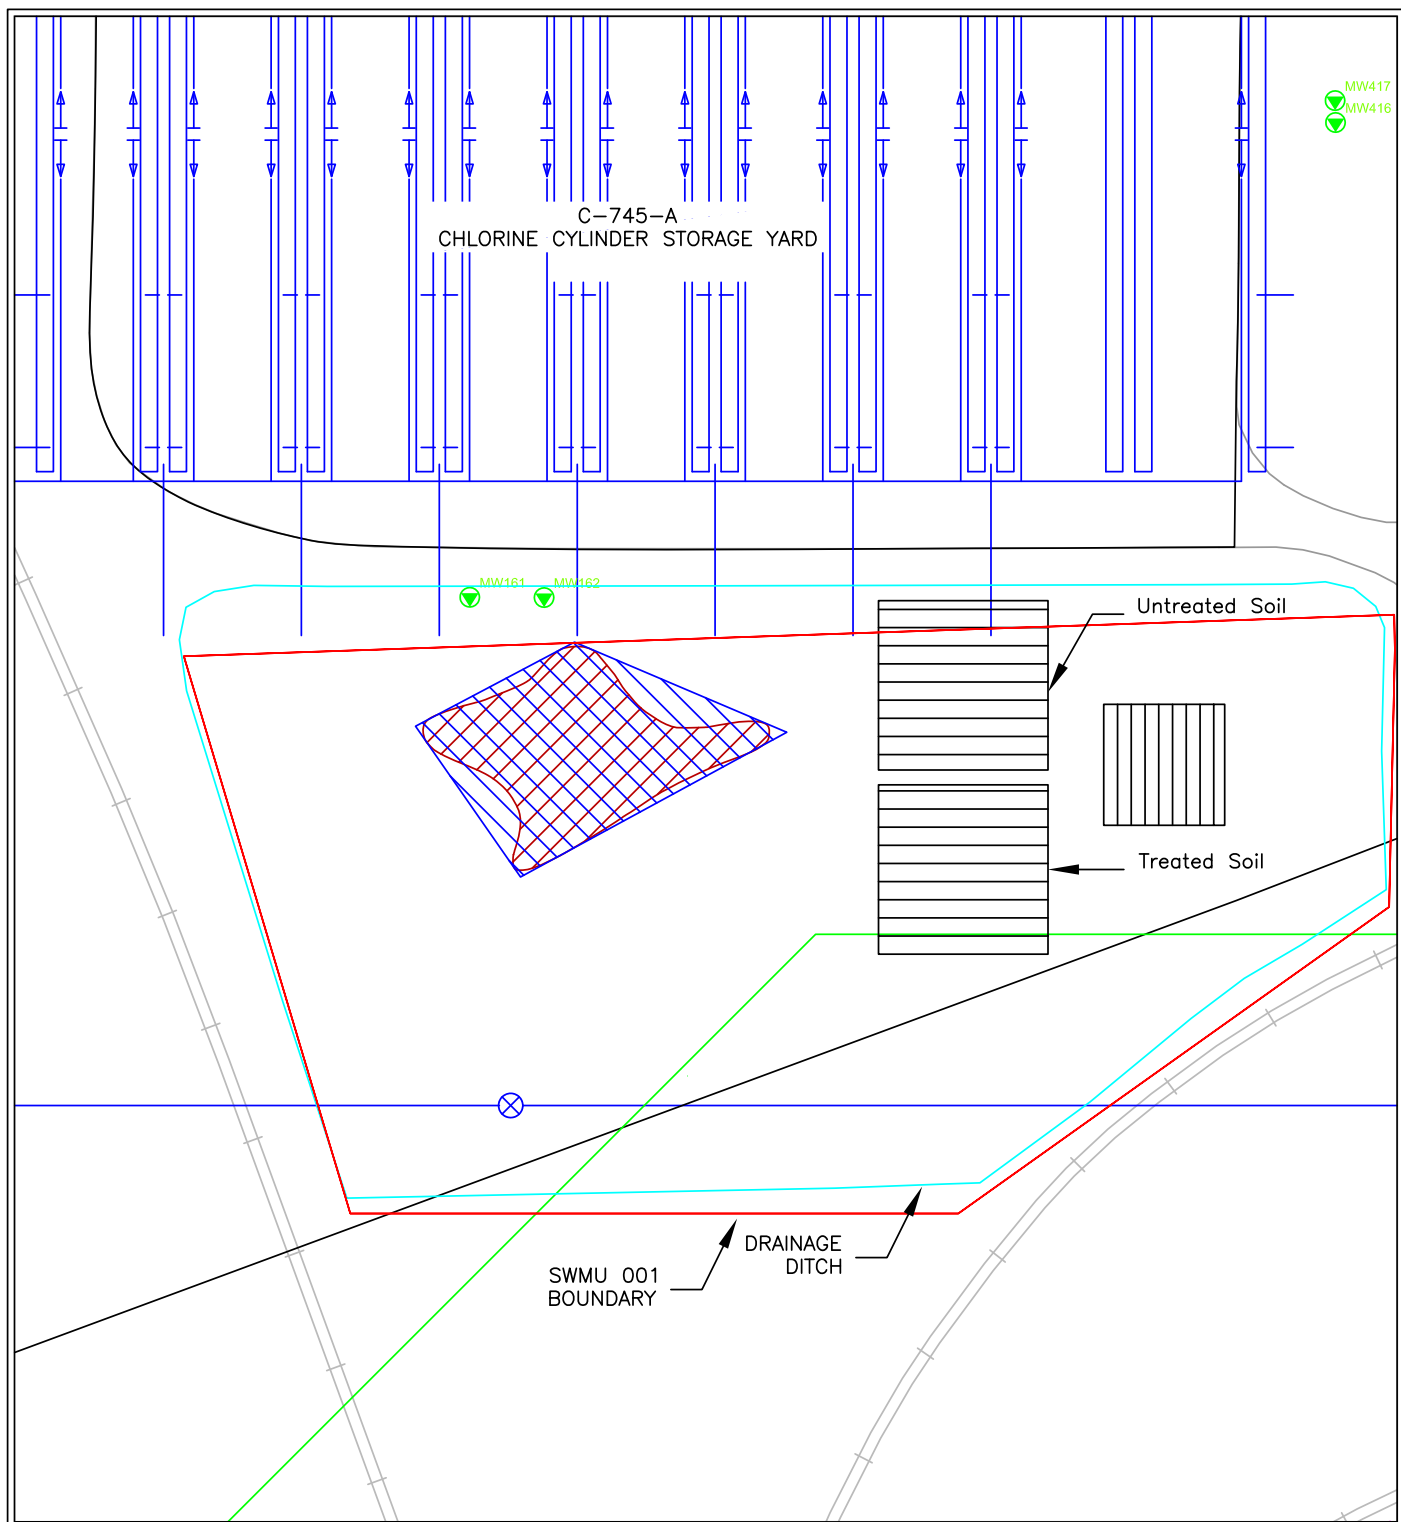 MW417
MW416
C-745-A
CHLORINE CYLINDER STORAGE YARD
MW161
MW162
Untreated Soil
Treated Soil
DRAINAGE
DITCH
SWMU 001
BOUNDARY